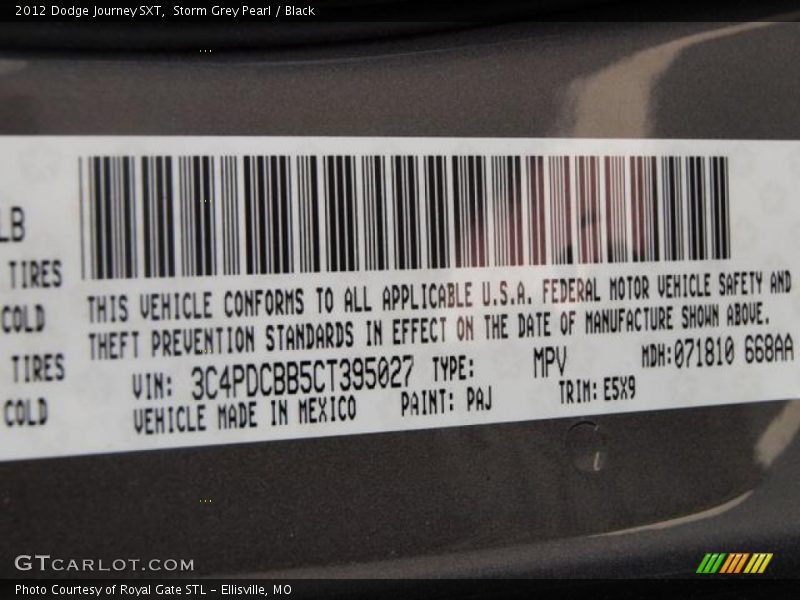 2012 Dodge Journey SXT,  Storm Grey Pearl / Black
LB
TIRES
COLD
TIRES
COLD
THIS VEHICLE CONFORMS TO ALL APPLICABLE U.S.A. FEDERAL MOTOR VEHICLE SAFETY AND
THEFT PREVENTION STANDARDS IN EFFECT ON THE DATE OF MANUFACTURE SHOWN ABOVE.
VIN: 3C4PDCBB5CT395027 TYPE: MPV MDH:071810 668AA
VEHICLE MADE IN MEXICO PAINT: PAJ TRIM: E5X9
GTCARLOT.COM
Photo Courtesy of Royal Gate STL - Ellisville, MO